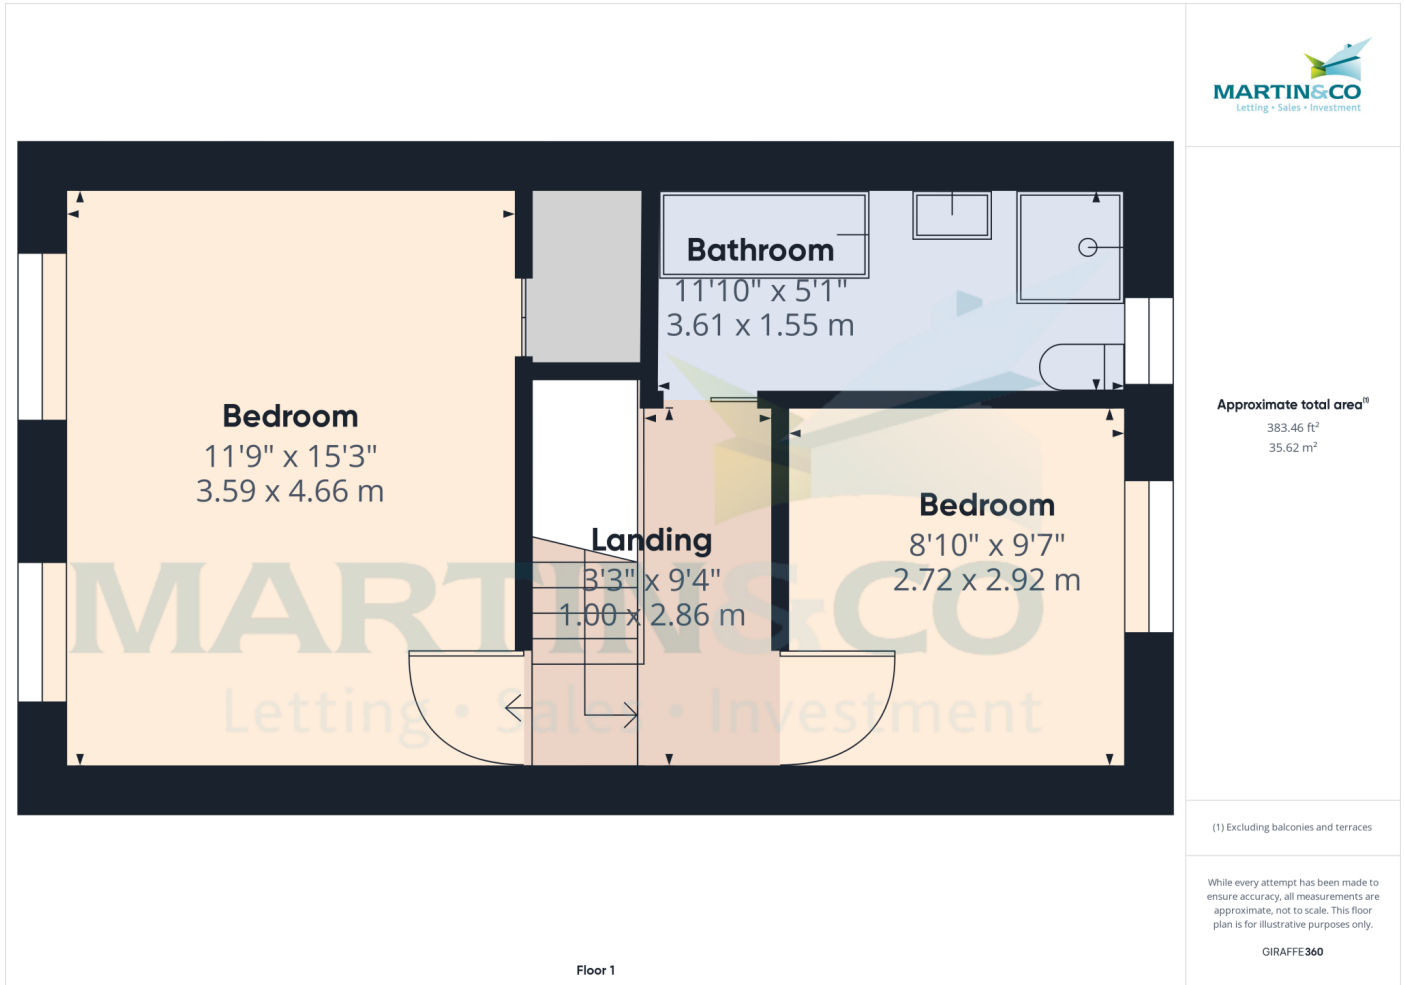 MARTIN&CO
Letting • Sales • Investment
Bathroom
11'10" x 5'1"
3.61 x 1.55 m
Bedroom
11'9" x 15'3"
3.59 x 4.66 m
Landing
3'3" x 9'4"
1.00 x 2.86 m
Bedroom
8'10" x 9'7"
2.72 x 2.92 m
MARTIN&CO
Letting • Sales • Investment
Approximate total area(1)
383.46 ft²
35.62 m²
(1) Excluding balconies and terraces
While every attempt has been made to
ensure accuracy, all measurements are
approximate, not to scale. This floor
plan is for illustrative purposes only.
GIRAFFE360
Floor 1